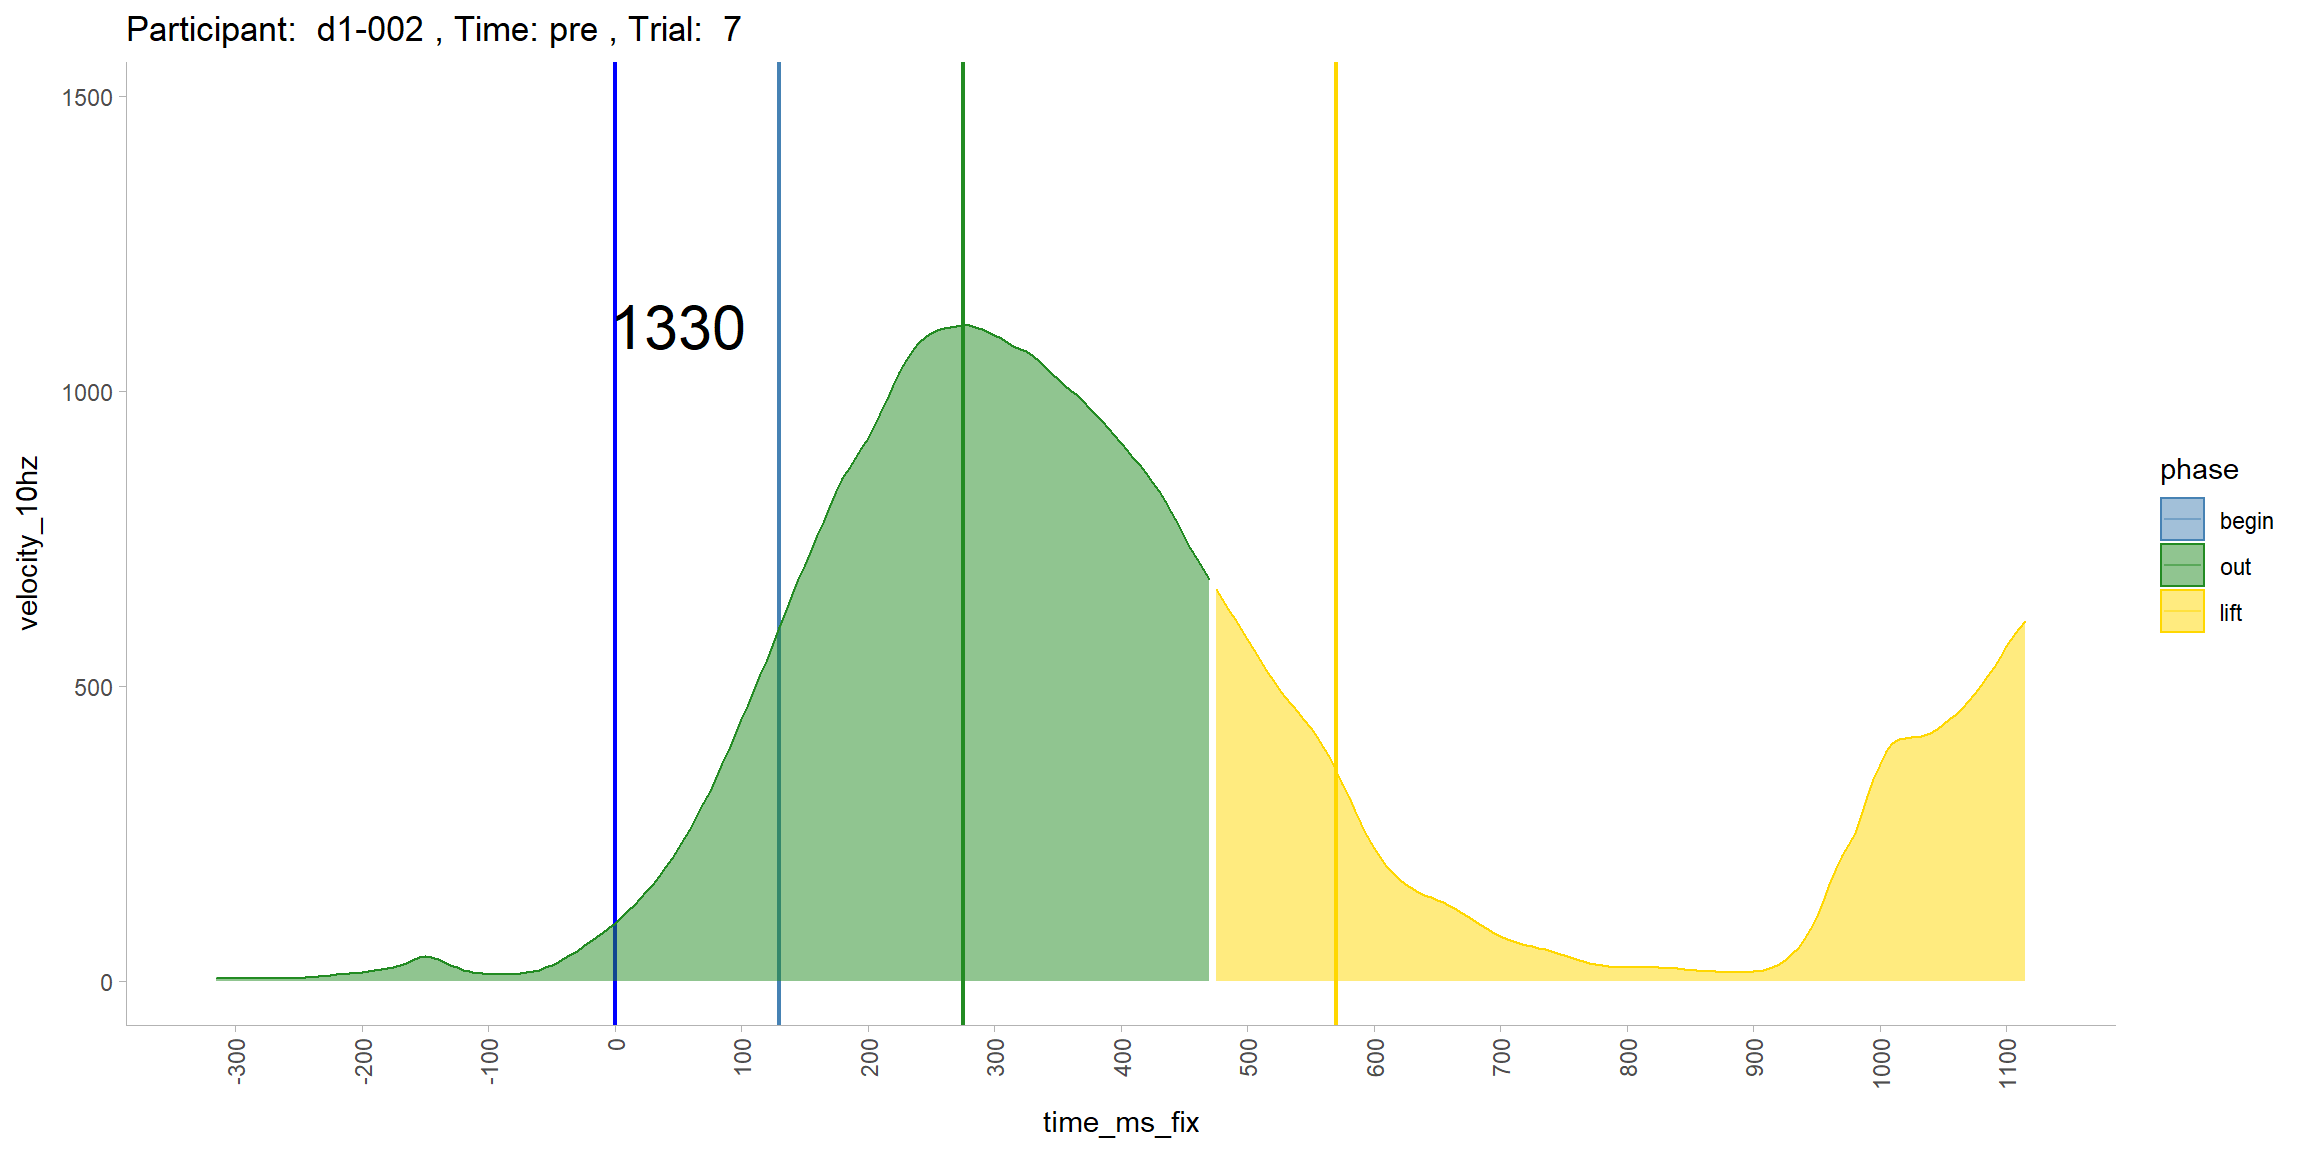 Participant:  d1-002 , Time: pre , Trial:  7
1500
1000
500
0
velocity_10hz
1330
-300
-200
-100
0
100
200
300
400
500
600
700
800
900
1000
1100
time_ms_fix
phase
begin
out
lift